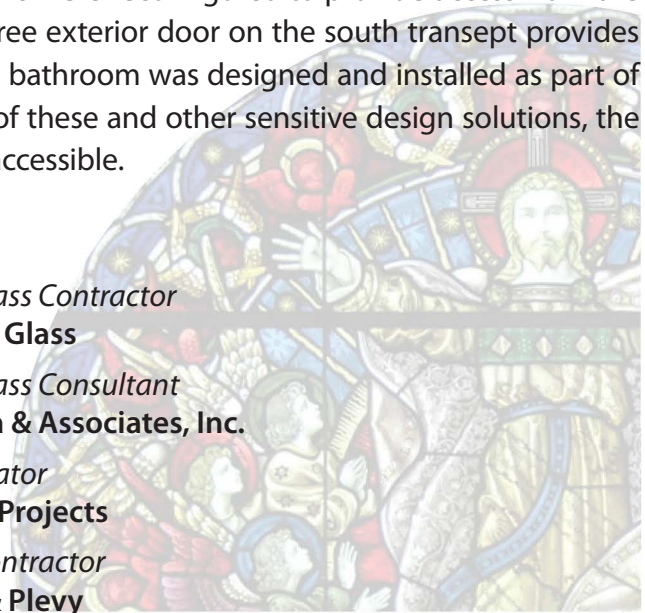 ree exterior door on the south transept provides
bathroom was designed and installed as part of
of these and other sensitive design solutions, the
accessible.
ass Contractor
Glass
ass Consultant
& Associates, Inc.
ator
Projects
ntractor
& Plevy